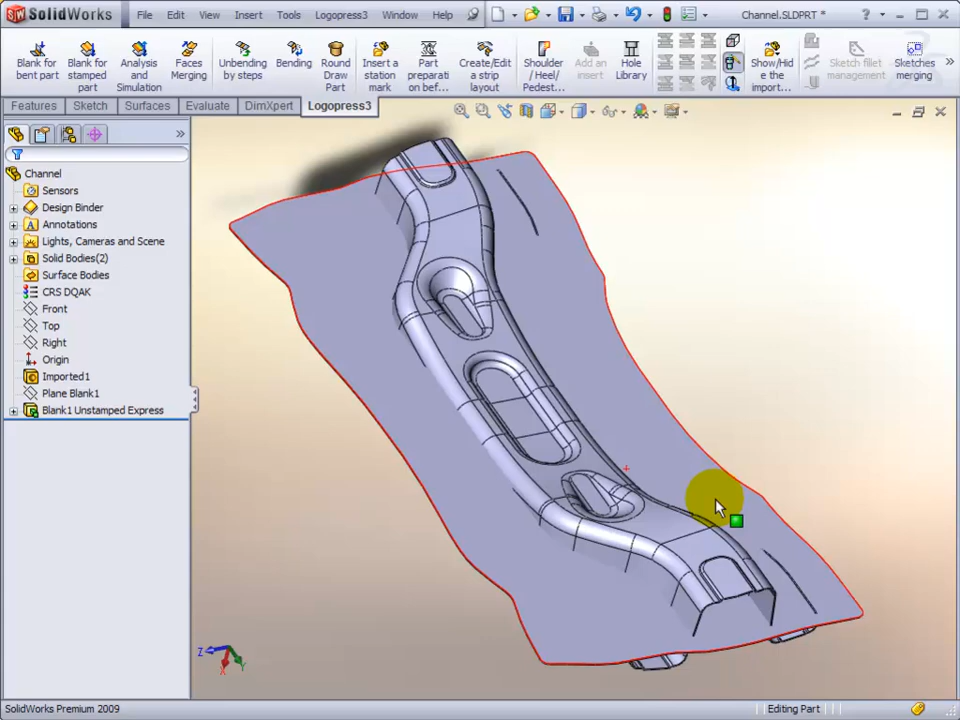 SW SolidWorks File Edit View Insert Tools Logopress3 Window Help Channel.SLDPRT *
Blank for bent part
Blank for stamped part
Analysis and Simulation
Faces Merging
Unbending by steps
Bending
Round Draw Part
Insert a station mark
Part preparati on bef...
Create/Edit a strip layout
Shoulder / Heel / Pedest...
Add an insert
Hole Library
Show/Hid e the import...
Sketch fillet management
Sketches merging
Features Sketch Surfaces Evaluate DimXpert Logopress3
Channel
Sensors
Design Binder
Annotations
Lights, Cameras and Scene
Solid Bodies(2)
Surface Bodies
CRS DQAK
Front
Top
Right
Origin
Imported1
Plane Blank1
Blank1 Unstamped Express
Z
Y
X
SolidWorks Premium 2009 Editing Part